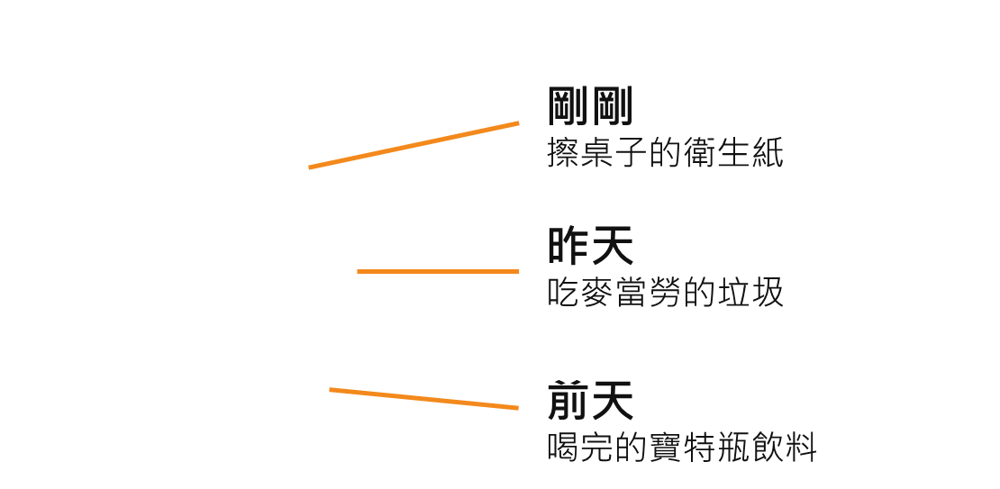 剛剛
擦桌子的衛生紙
昨天
吃麥當勞的垃圾
前天
喝完的寶特瓶飲料